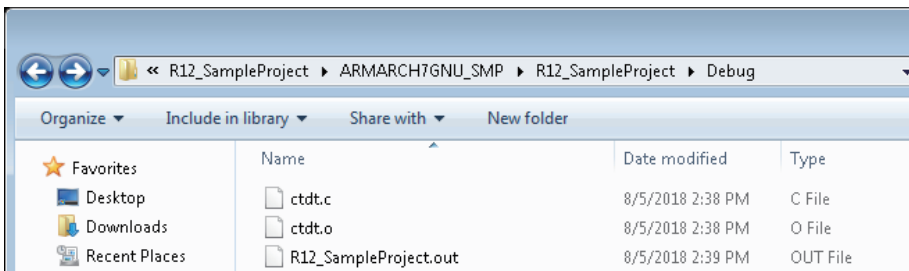 « R12_SampleProject ▸ ARMARCH7GNU_SMP ▸ R12_SampleProject ▸ Debug
Organize Include in library Share with New folder
Favorites
Desktop
Downloads
Recent Places
Name Date modified Type
ctdt.c 8/5/2018 2:38 PM C File
ctdt.o 8/5/2018 2:38 PM O File
R12_SampleProject.out 8/5/2018 2:39 PM OUT File